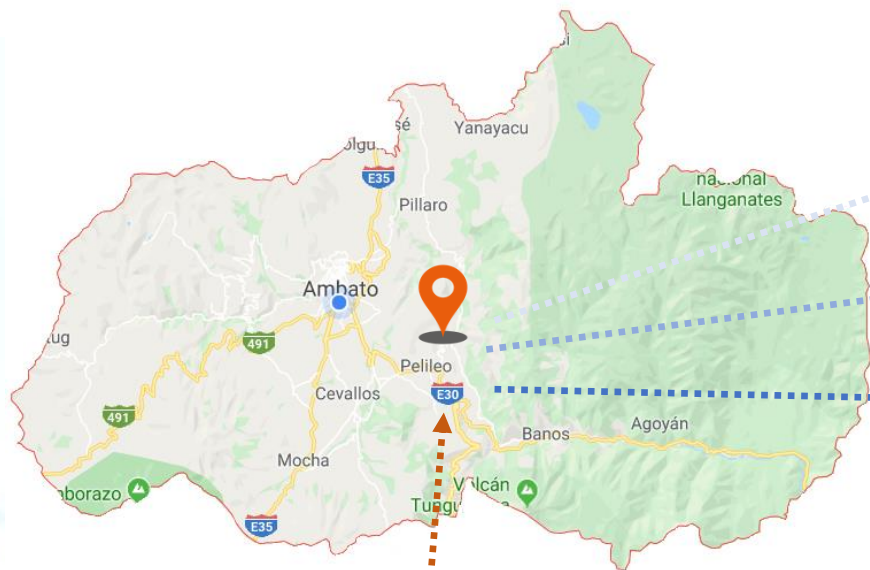 Yanayacu
E35
nacional
Llanganates
Pillaro
Ambato
491
Pelileo
E30
Cevallos
491
Agoyán
Banos
Mocha
Volcán
E35